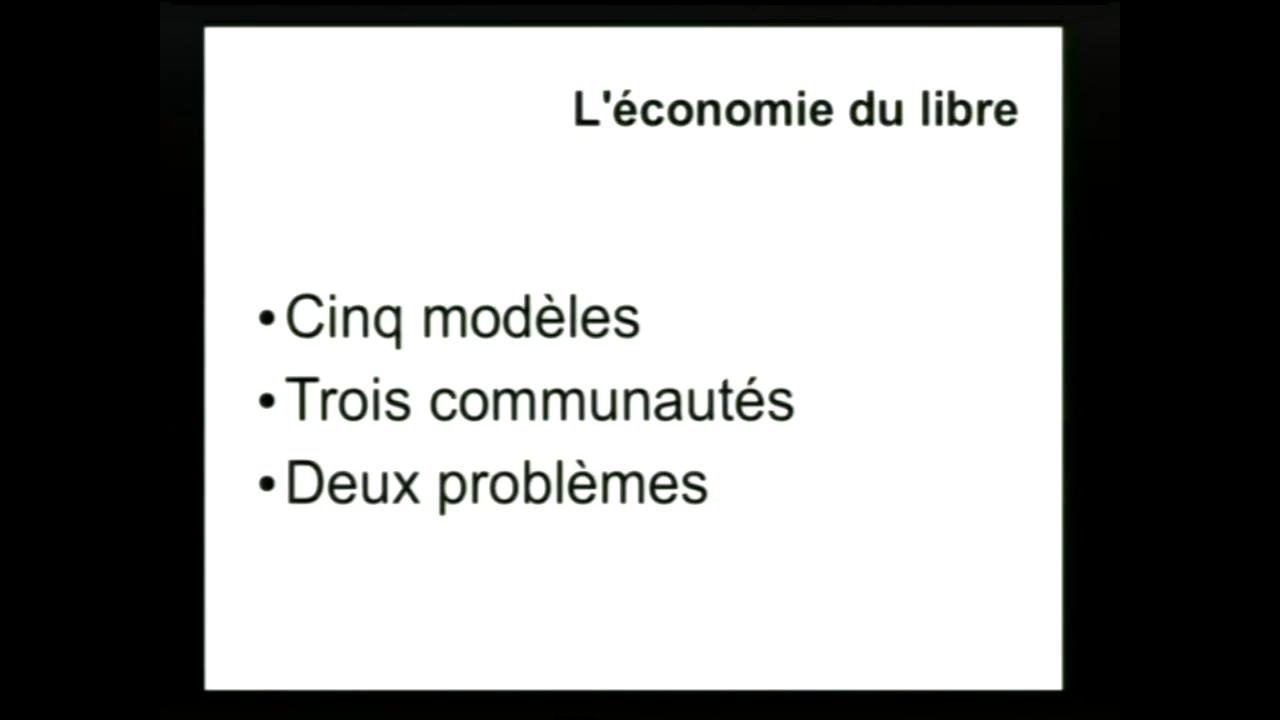 L'économie du libre
• Cinq modèles
• Trois communautés
• Deux problèmes